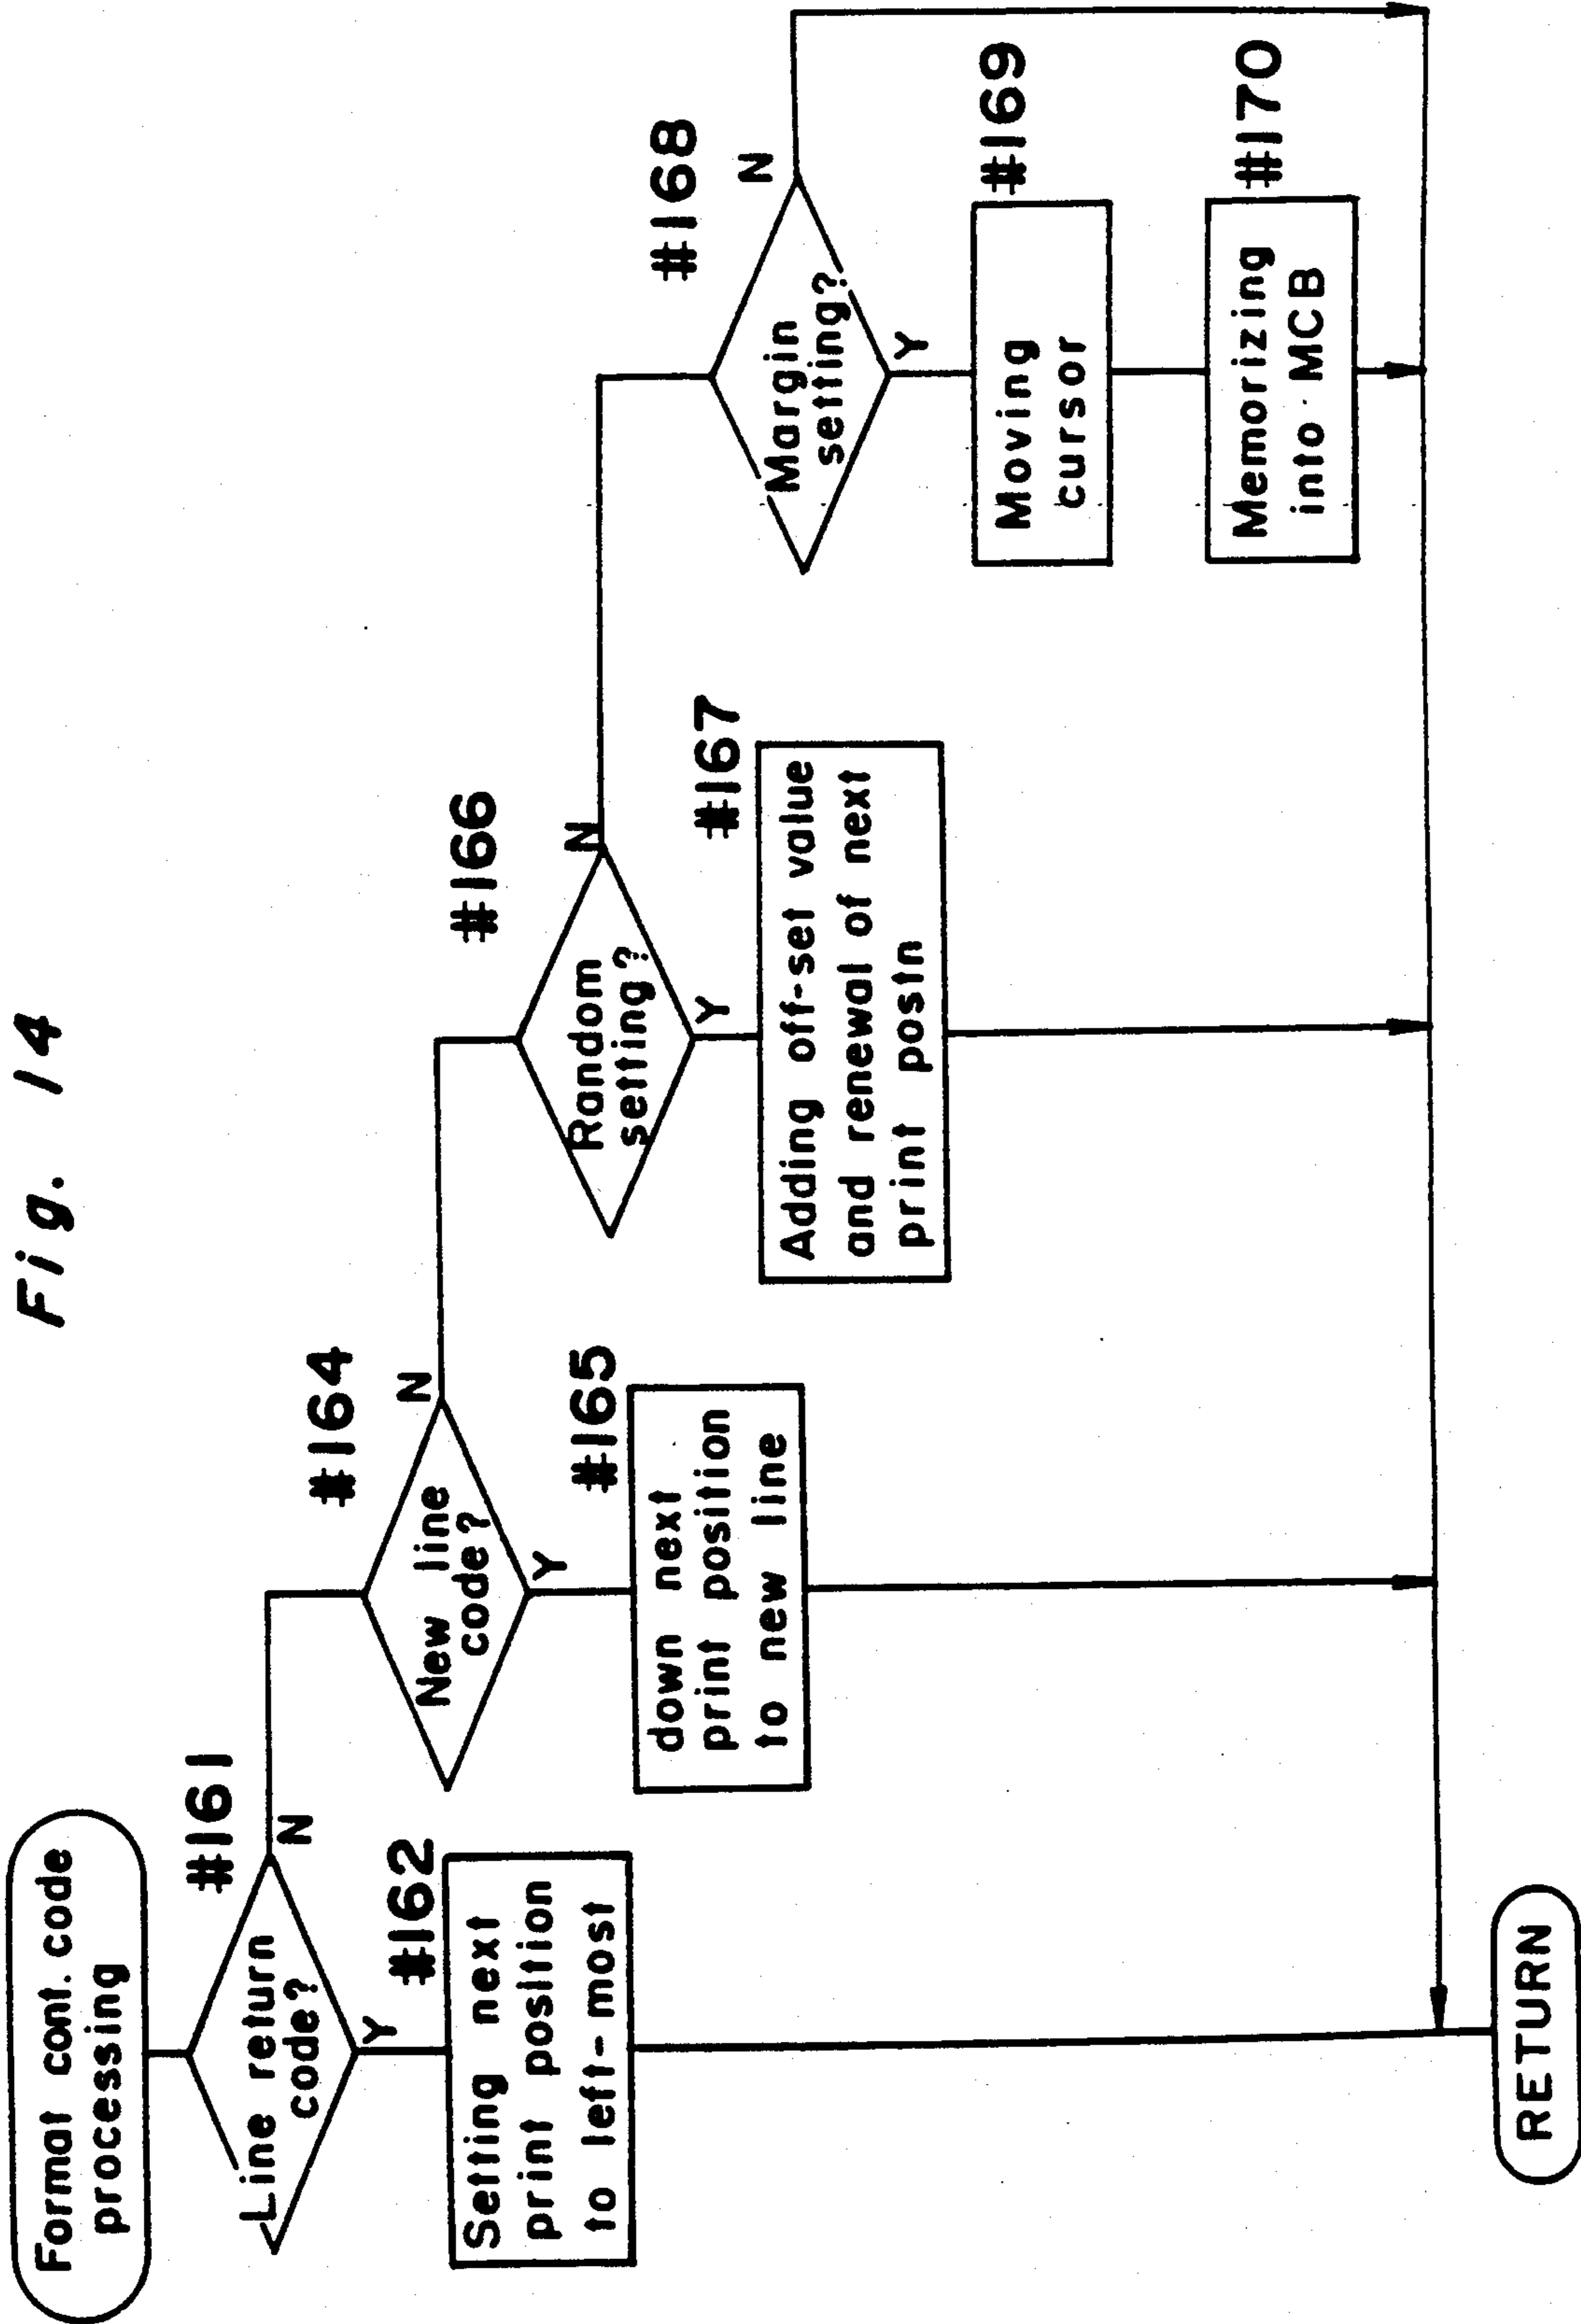 Fig. 14
Format cont. code
processing
#161
Line return
code?
N
Y
#162
Setting next
print position
to left-most
#164
New line
code?
N
Y
#165
down next
print position
to new line
#166
Random
setting?
N
Y
#167
Adding off-set value
and renewal of next
print postn
#168
Margin
setting?
N
Y
#169
Moving
cursor
#170
Memorizing
into MCB
RETURN